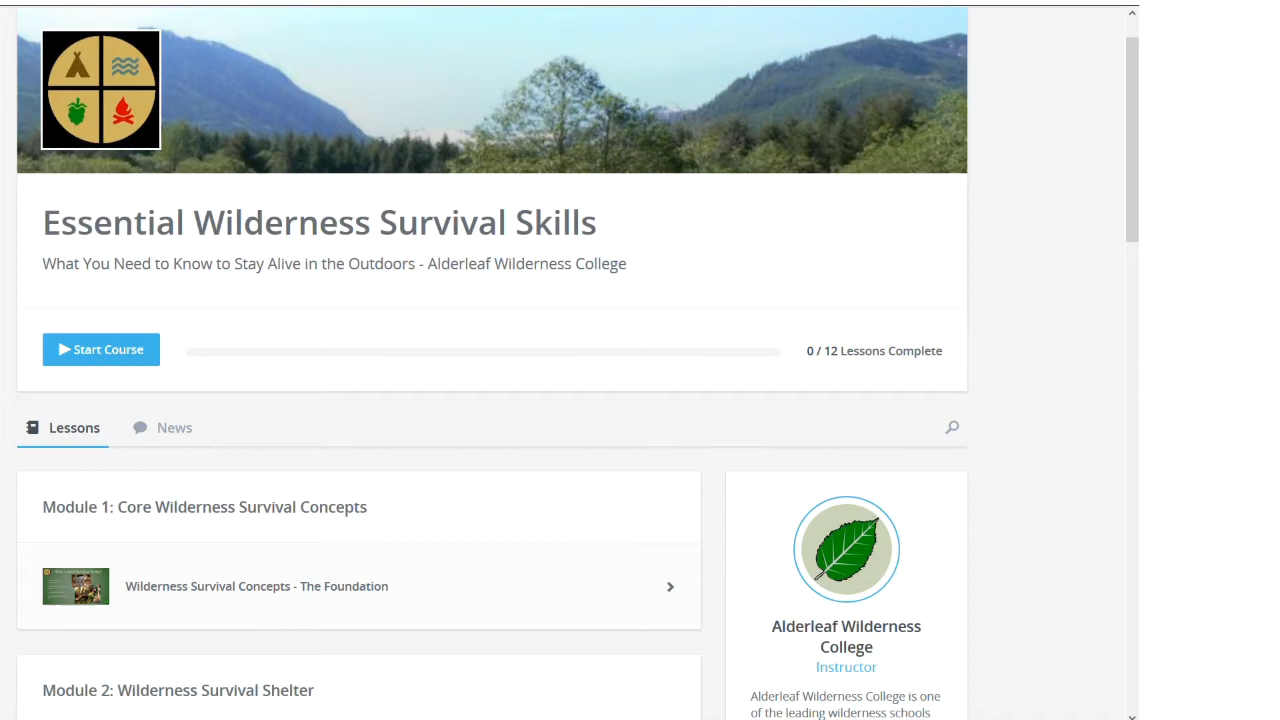 Essential Wilderness Survival Skills
What You Need to Know to Stay Alive in the Outdoors - Alderleaf Wilderness College
Start Course
0 / 12 Lessons Complete
Lessons
News
Module 1: Core Wilderness Survival Concepts
Wilderness Survival Concepts - The Foundation
Module 2: Wilderness Survival Shelter
Alderleaf Wilderness
College
Instructor
Alderleaf Wilderness College is one
of the leading wilderness schools